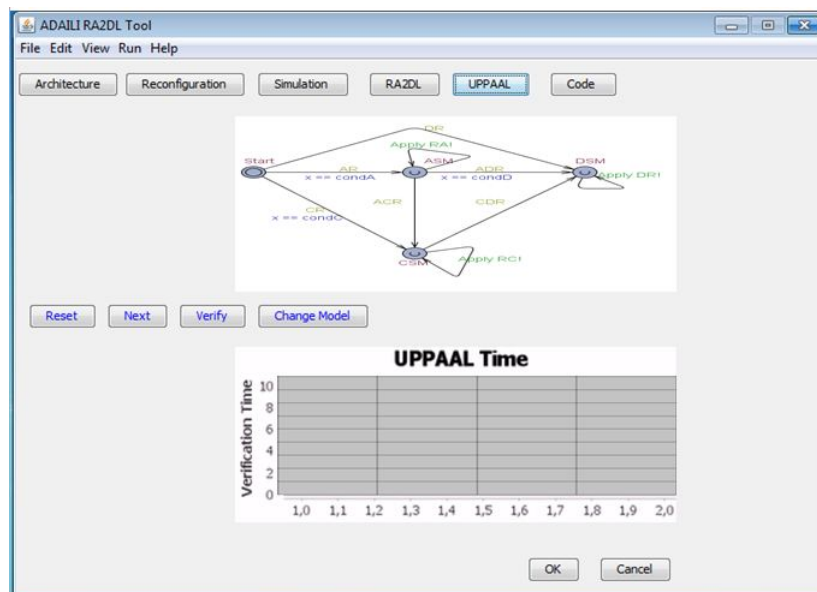 ADAILI RA2DL Tool
File Edit View Run Help
Architecture Reconfiguration Simulation RA2DL UPPAAL Code
DR
Apply RA!
Start ASM DSM
AR ADR
x == condA x == condD Apply DR!
ACR CDR
CR
x == condC
CSM Apply RC!
Reset Next Verify Change Model
UPPAAL Time
Verification Time
10
8
6
4
2
0
1,0 1,1 1,2 1,3 1,4 1,5 1,6 1,7 1,8 1,9 2,0
OK Cancel